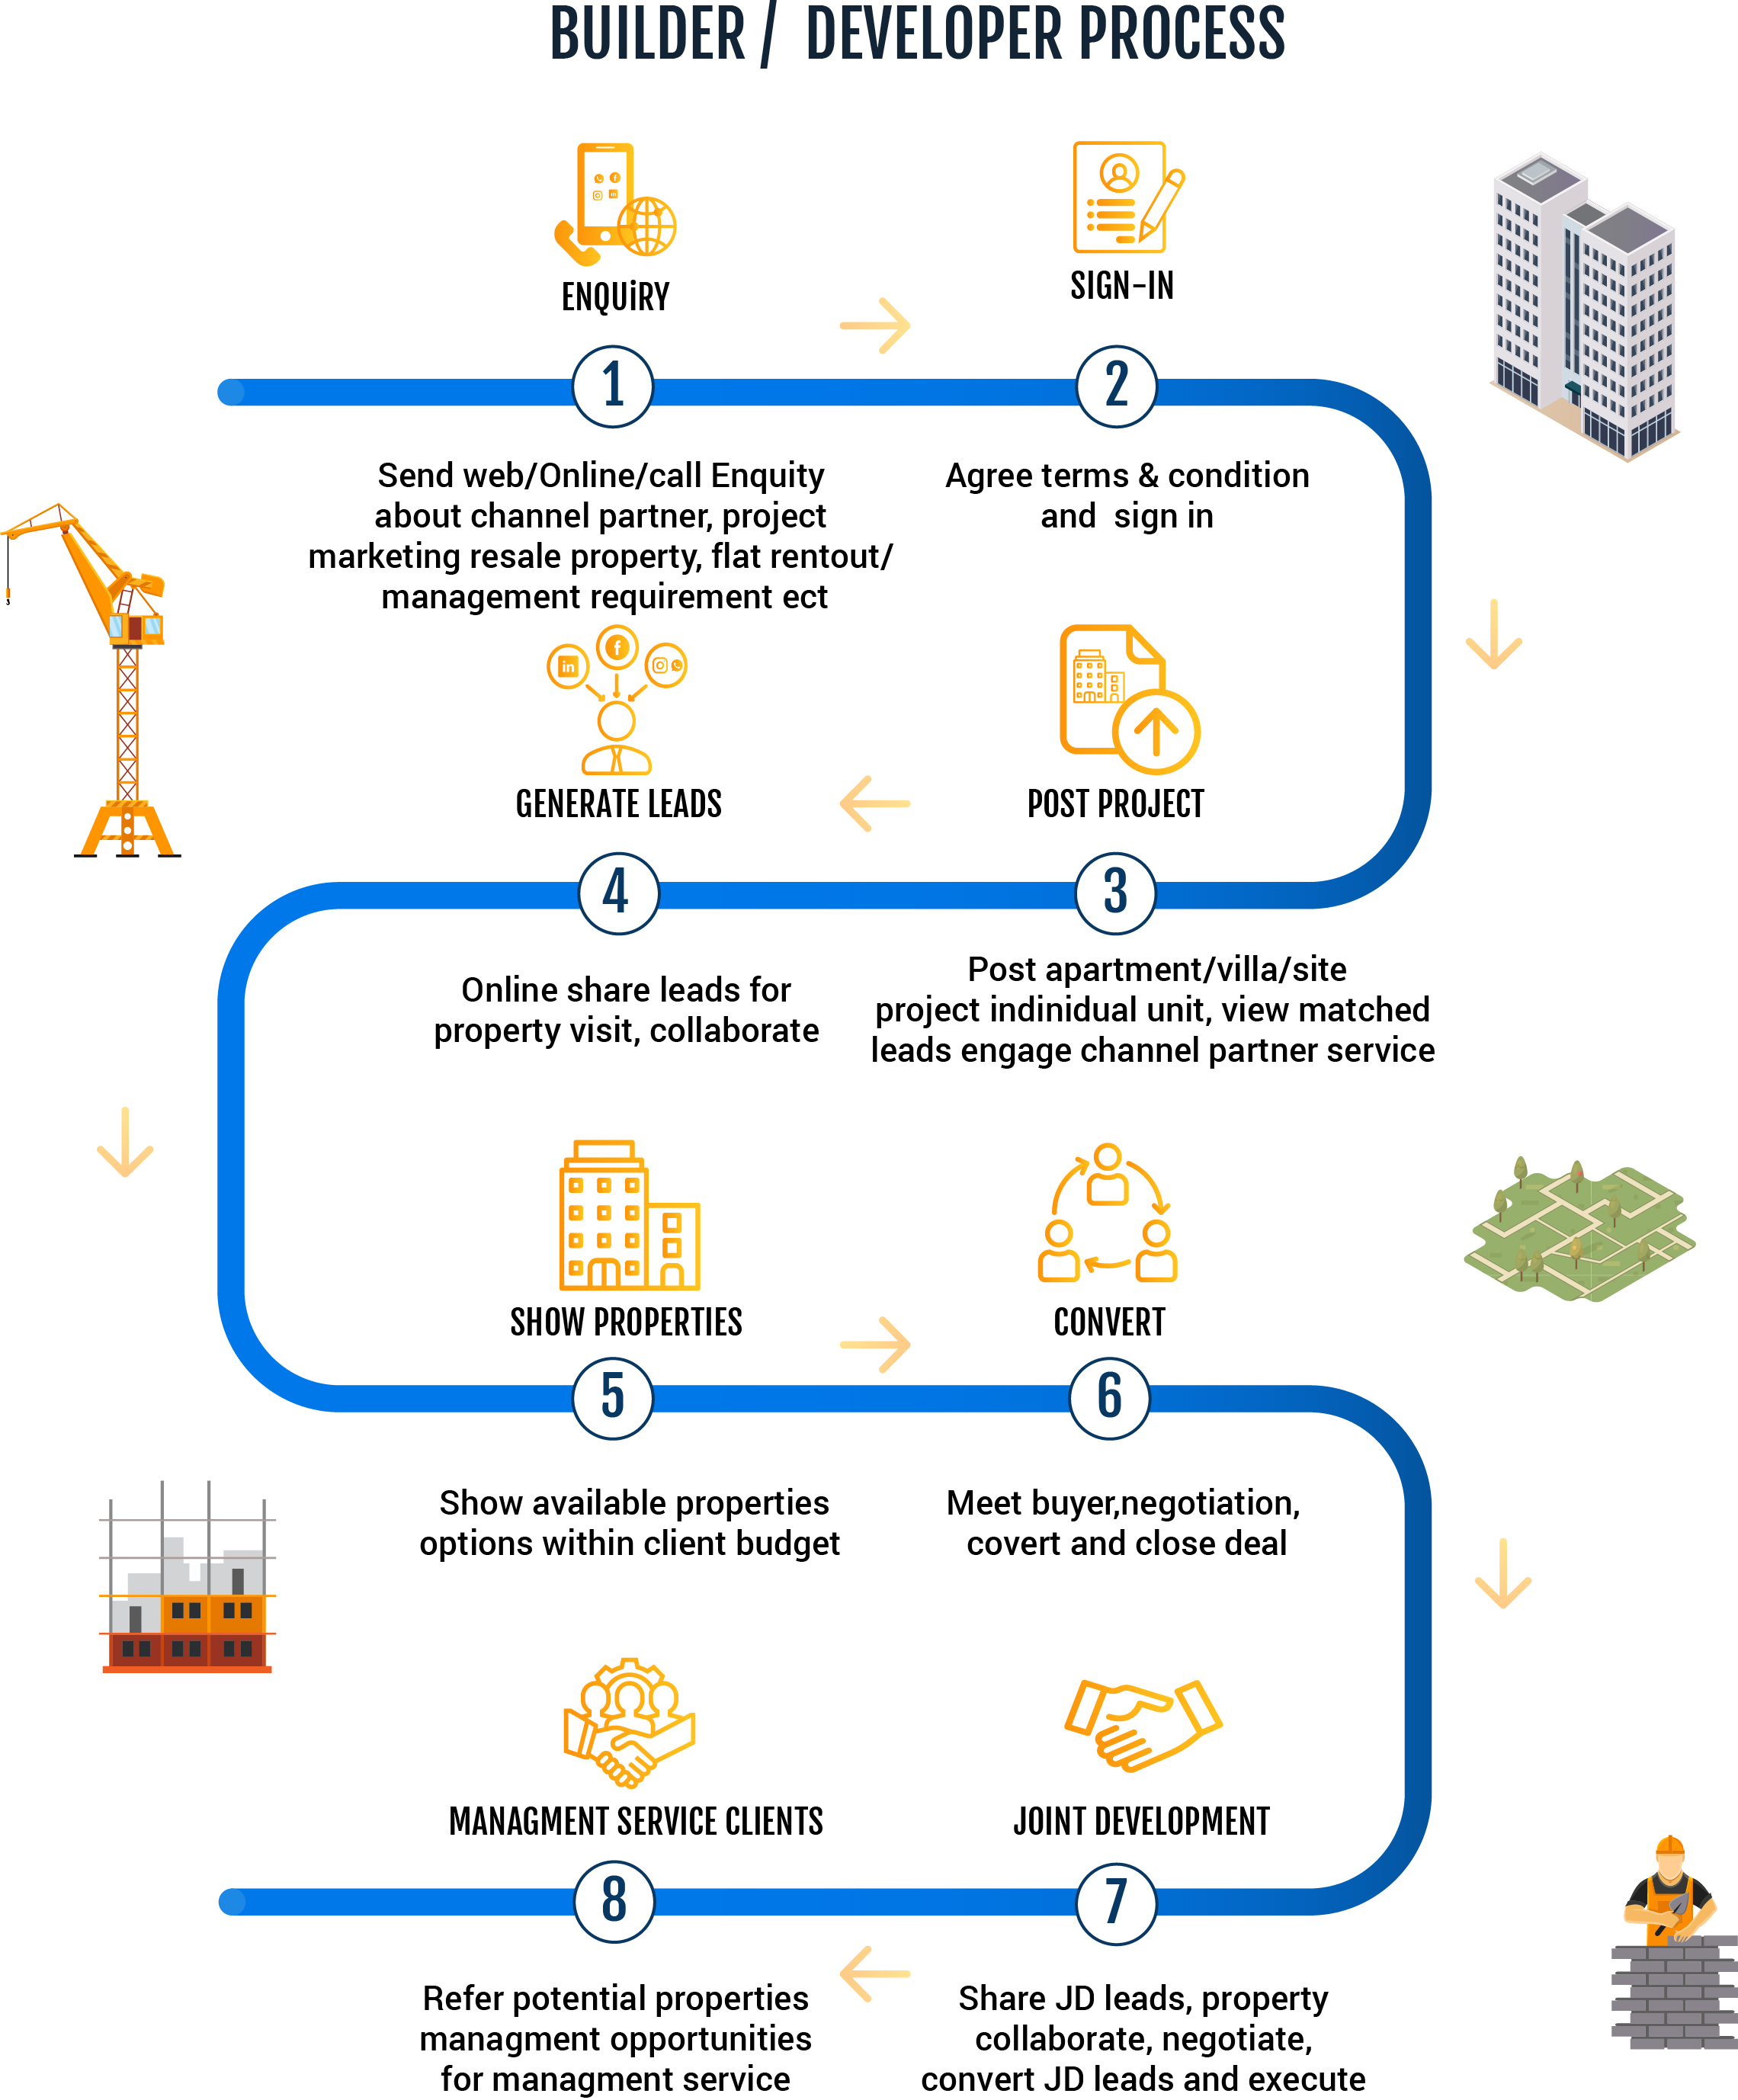 BUILDER / DEVELOPER PROCESS
ENQUiRY
1
Send web/Online/call Enquity
about channel partner, project
marketing resale property, flat rentout/
management requirement ect
SIGN-IN
2
Agree terms & condition
and sign in
POST PROJECT
3
Post apartment/villa/site
project indinidual unit, view matched
leads engage channel partner service
GENERATE LEADS
4
Online share leads for
property visit, collaborate
SHOW PROPERTIES
5
Show available properties
options within client budget
CONVERT
6
Meet buyer,negotiation,
covert and close deal
JOINT DEVELOPMENT
7
Share JD leads, property
collaborate, negotiate,
convert JD leads and execute
MANAGMENT SERVICE CLIENTS
8
Refer potential properties
managment opportunities
for managment service